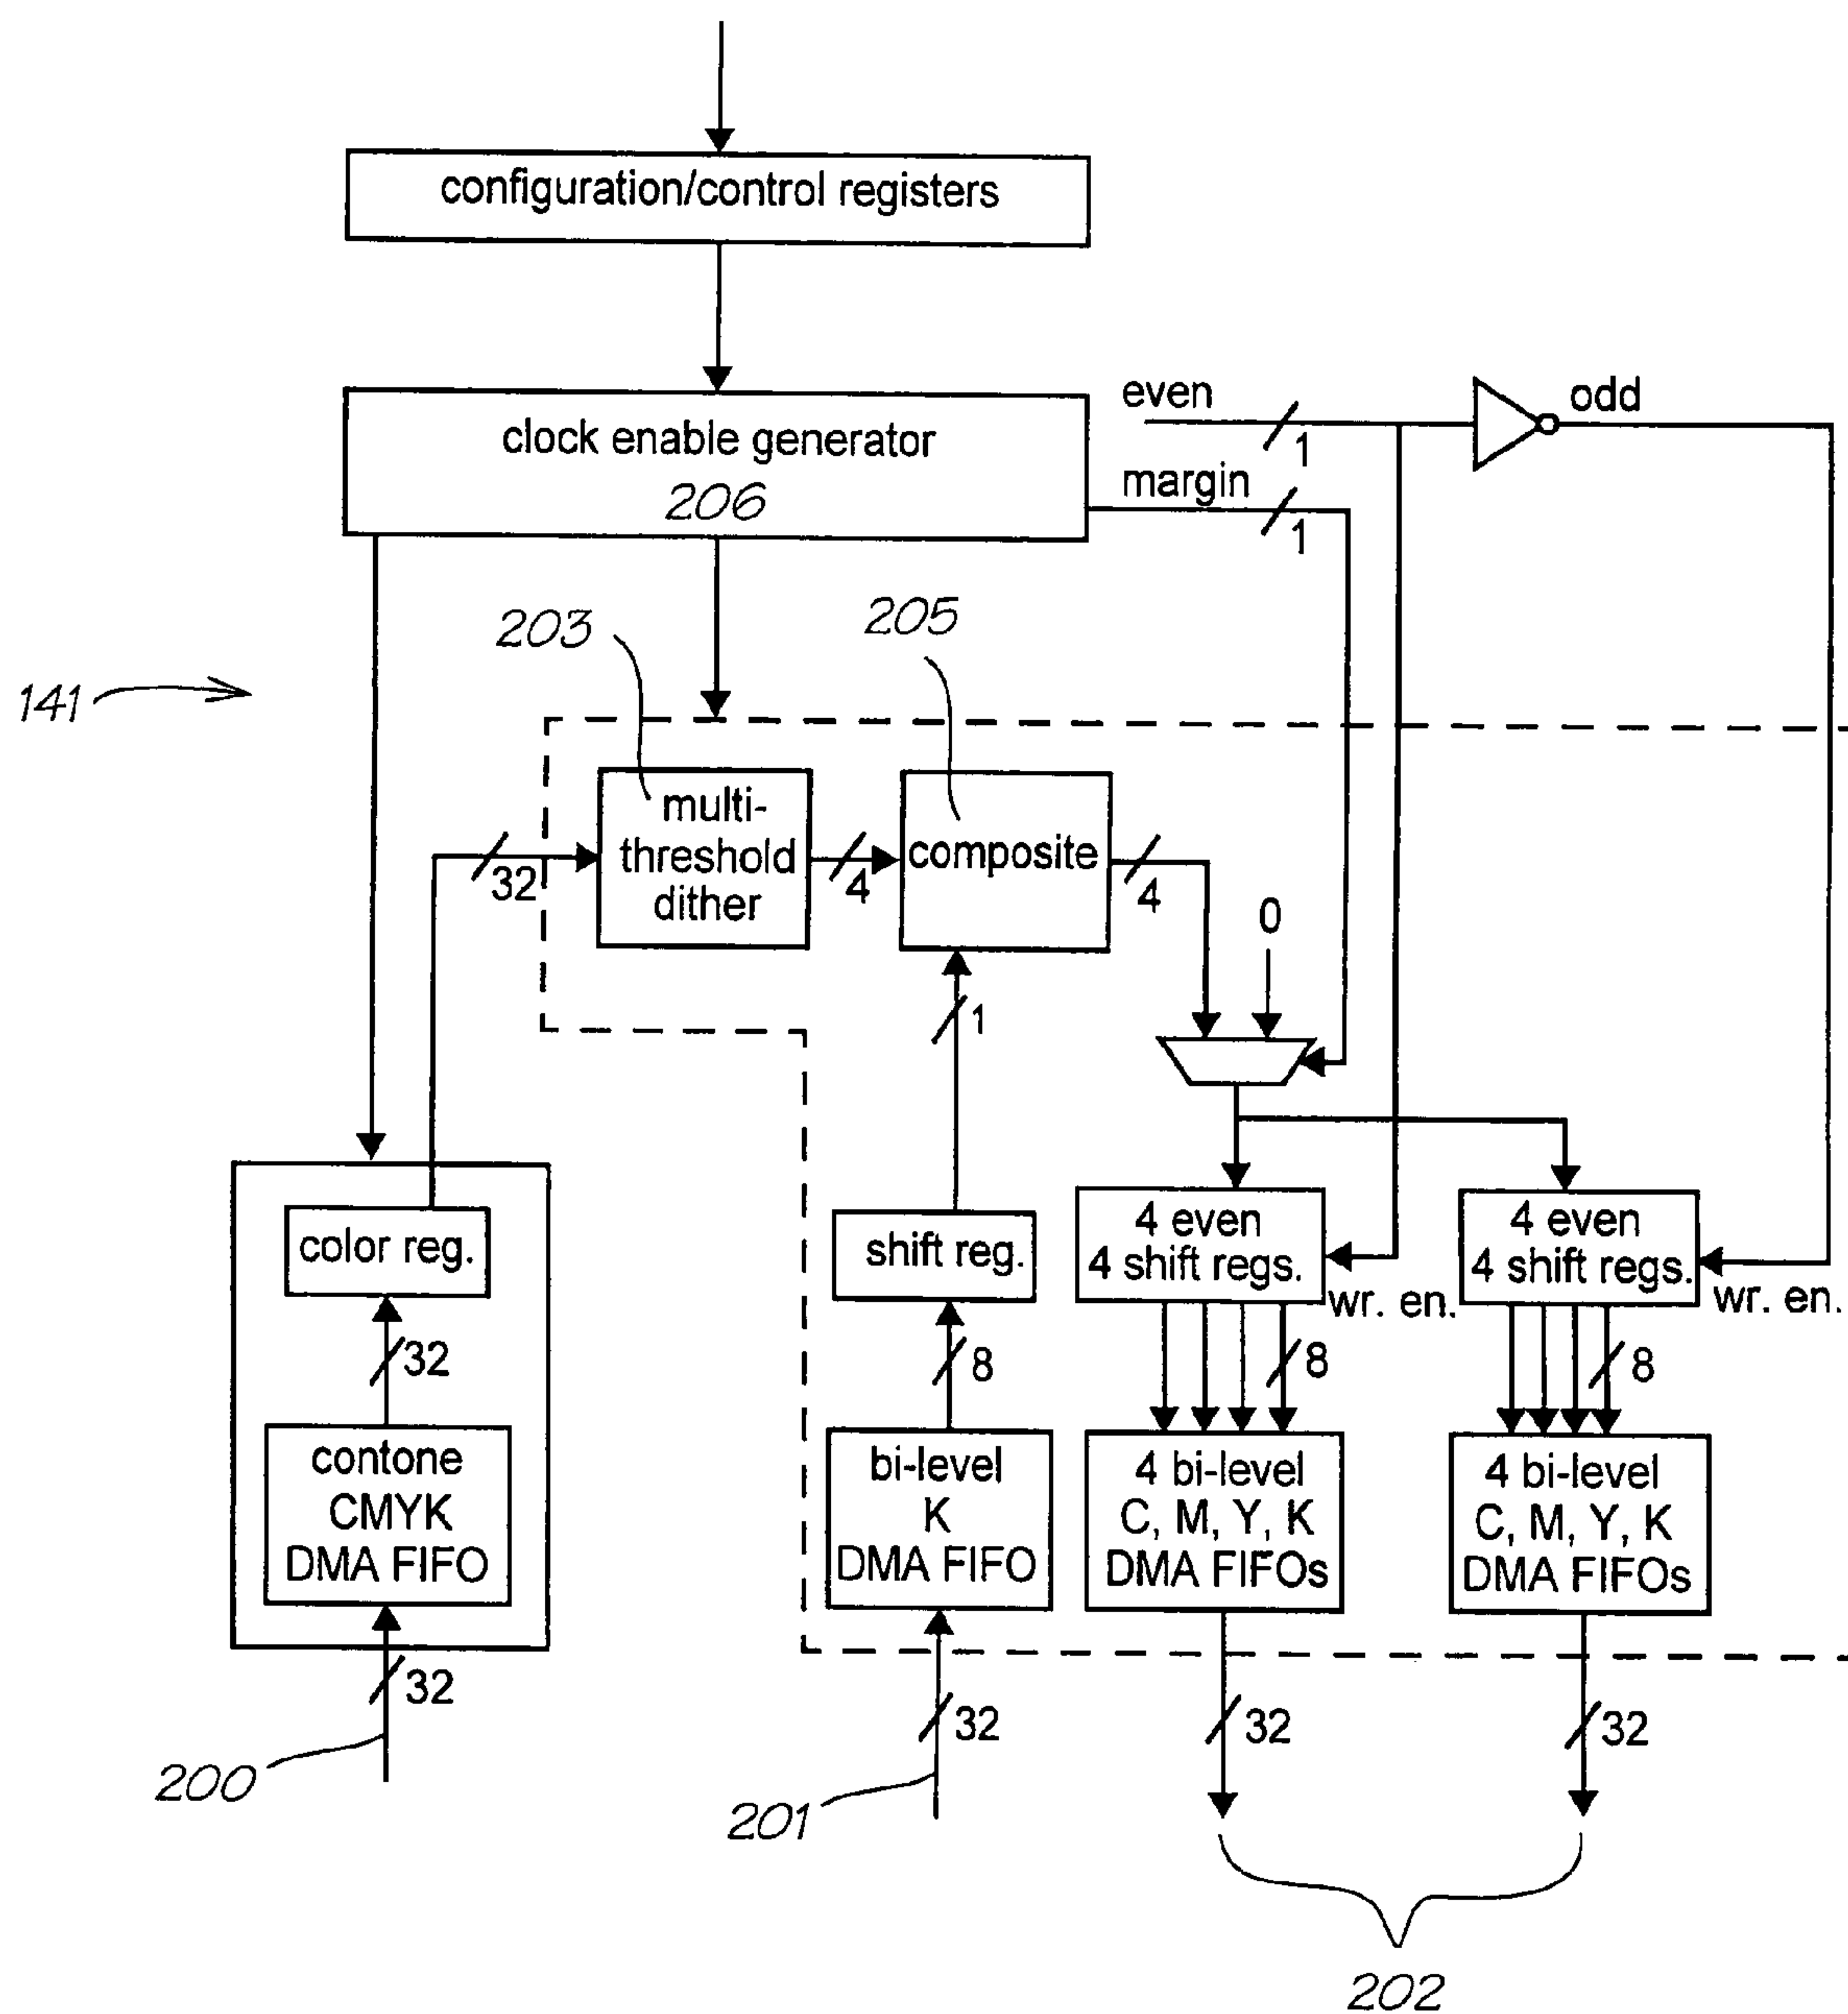 configuration/control registers
clock enable generator
206
even
1
odd
margin
1
203
205
141
multi-
threshold
dither
32
4
composite
4
0
1
color reg.
shift reg.
4 even
4 shift regs.
wr. en.
4 even
4 shift regs.
wr. en.
32
8
8
8
contone
CMYK
DMA FIFO
bi-level
K
DMA FIFO
4 bi-level
C, M, Y, K
DMA FIFOs
4 bi-level
C, M, Y, K
DMA FIFOs
32
32
32
32
200
201
202